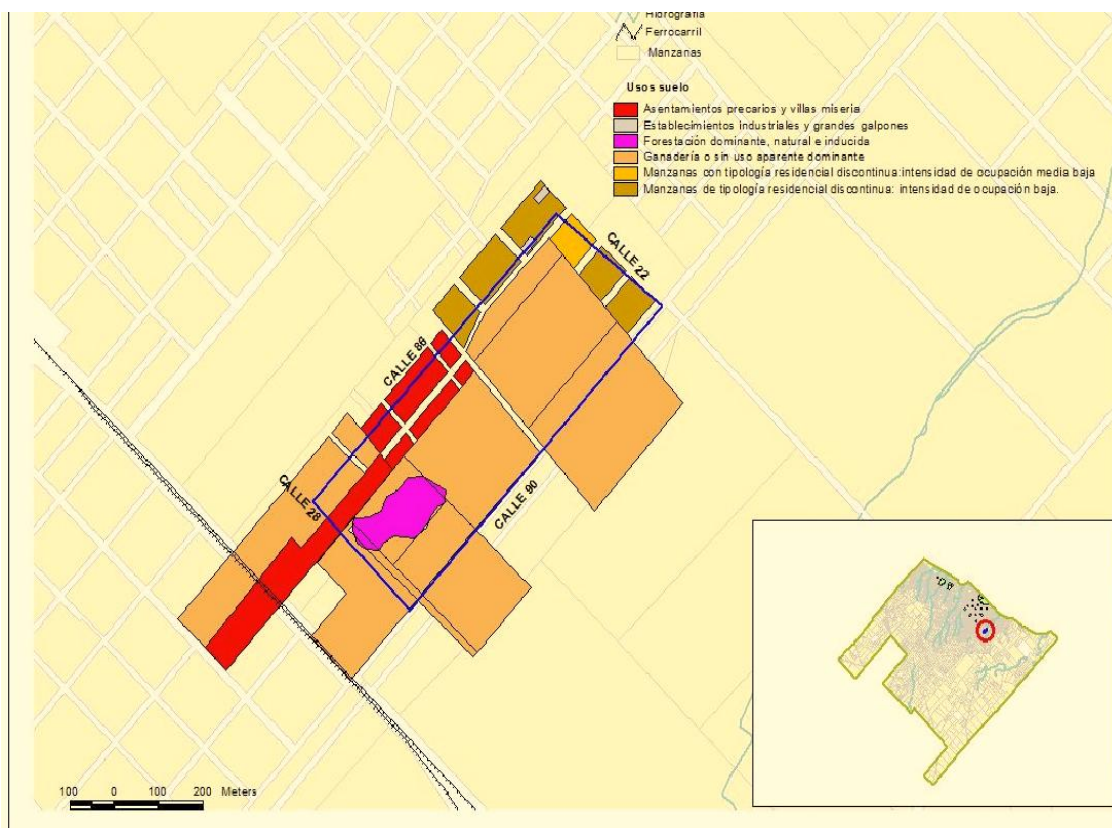 Hidrografía
Ferrocarril
Manzanas
Usos suelo
Asentamientos precarios y villas miseria
Establecimientos industriales y grandes galpones
Forestación dominante, natural e inducida
Ganadería o sin uso aparente dominante
Manzanas con tipología residencial discontinua:intensidad de ocupación media baja
Manzanas de tipología residencial discontinua: intensidad de ocupación baja.
CALLE 22
CALLE 86
CALLE 28
CALLE 90
100 0 100 200 Meters